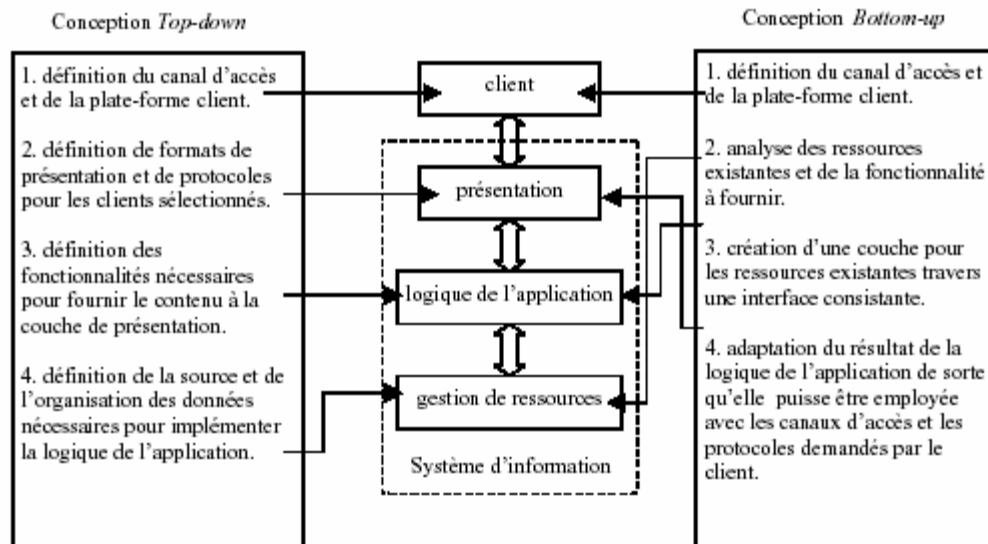 Conception Top-down
1. définition du canal d'accès
et de la plate-forme client.
2. définition de formats de
présentation et de protocoles
pour les clients sélectionnés.
3. définition des
fonctionnalités nécessaires
pour fournir le contenu à la
couche de présentation.
4. définition de la source et de
l'organisation des données
nécessaires pour implémenter
la logique de l'application.
client
présentation
logique de l'application
gestion de ressources
Système d'information
Conception Bottom-up
1. définition du canal d'accès et
de la plate-forme client.
2. analyse des ressources
existantes et de la fonctionnalité
à fournir.
3. création d'une couche pour
les ressources existantes travers
une interface consistante.
4. adaptation du résultat de la
logique de l'application de sorte
qu'elle puisse être employée
avec les canaux d'accès et les
protocoles demandés par le
client.